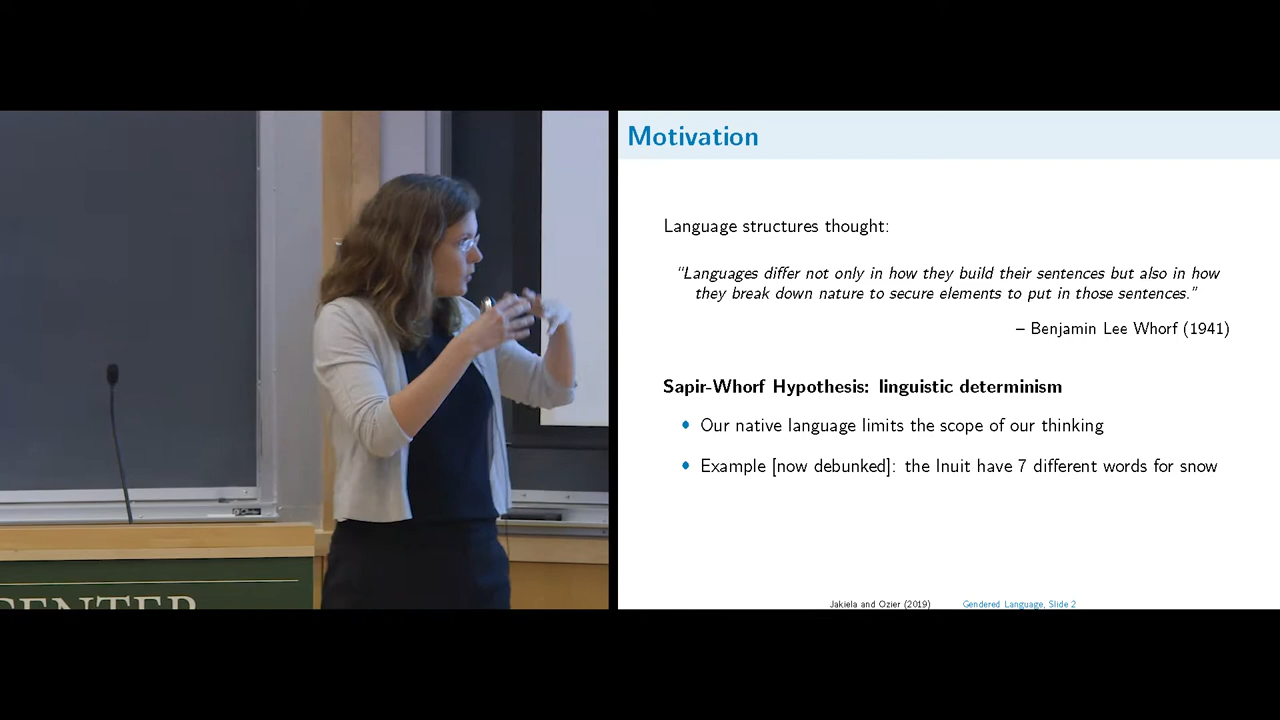 Motivation
Language structures thought:
“Languages differ not only in how they build their sentences but also in how
they break down nature to secure elements to put in those sentences.”
– Benjamin Lee Whorf (1941)
Sapir-Whorf Hypothesis: linguistic determinism
• Our native language limits the scope of our thinking
• Example [now debunked]: the Inuit have 7 different words for snow
Jakiela and Ozier (2019) Gendered Language, Slide 2
CENTER